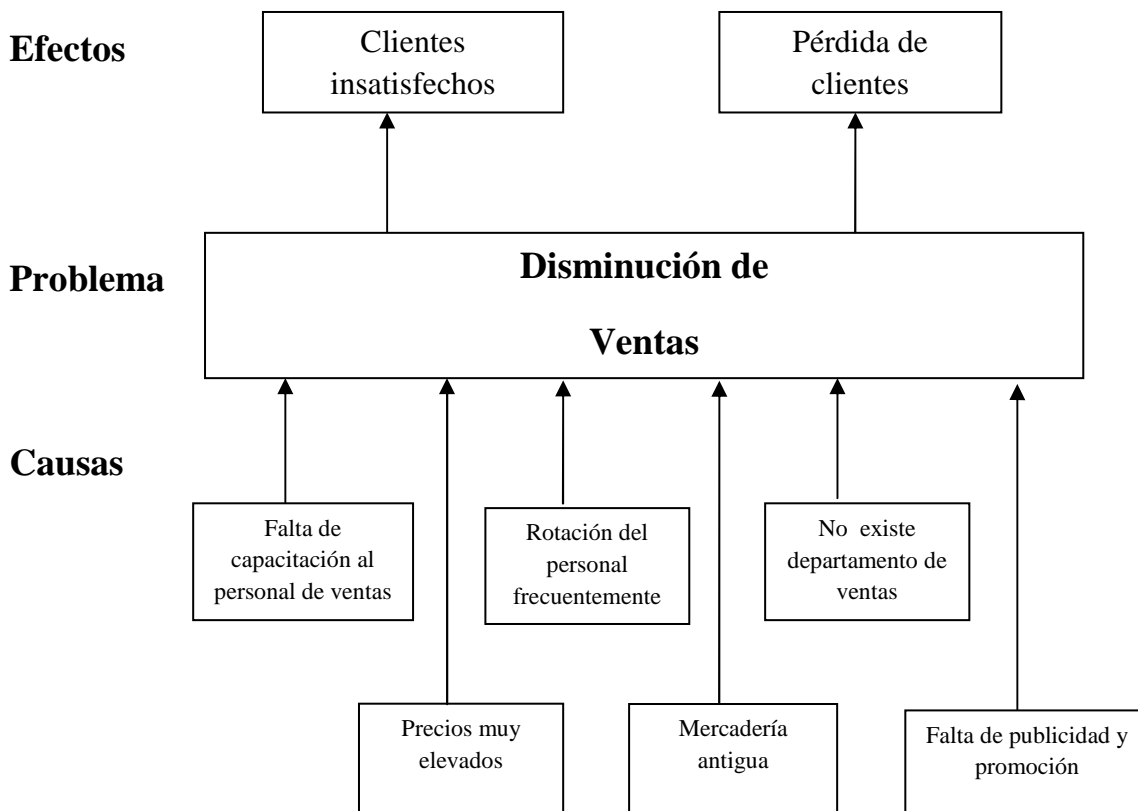 Efectos
Clientes
insatisfechos
Pérdida de
clientes
Problema
Disminución de
Ventas
Causas
Falta de
capacitación al
personal de ventas
Rotación del
personal
frecuentemente
No existe
departamento de
ventas
Precios muy
elevados
Mercadería
antigua
Falta de publicidad y
promoción